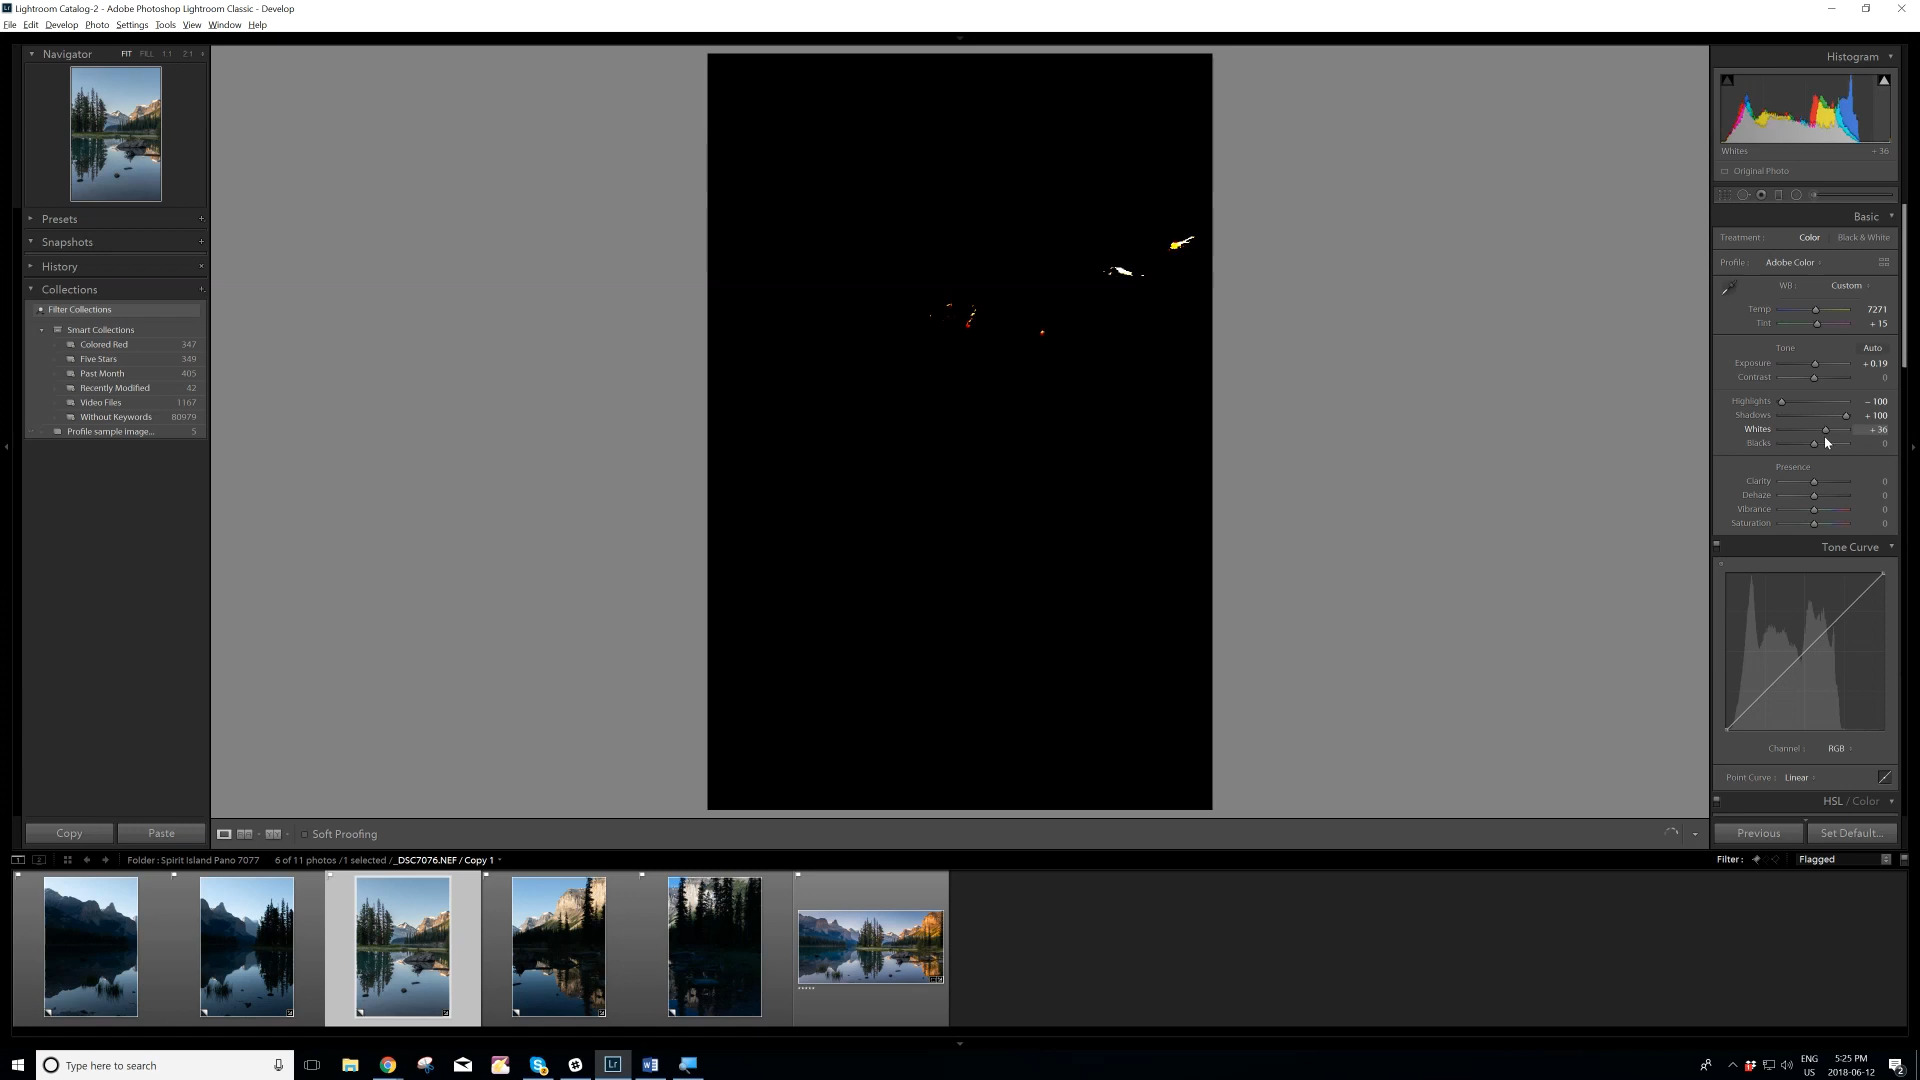 Lightroom Catalog-2 - Adobe Photoshop Lightroom Classic - Develop
File Edit Develop Photo Settings Tools View Window Help
Navigator FIT FILL 1:1 2:1
Presets
Snapshots
History
Collections
Filter Collections
Smart Collections
Colored Red 347
Five Stars 349
Past Month 405
Recently Modified 42
Video Files 1167
Without Keywords 80979
Profile sample image... 5
Copy Paste
Soft Proofing
Histogram
Whites + 36
Original Photo
Basic
Treatment : Color Black & White
Profile : Adobe Color
WB : Custom
Temp 7271
Tint + 15
Tone Auto
Exposure + 0.19
Contrast 0
Highlights − 100
Shadows + 100
Whites + 36
Blacks 0
Presence
Clarity 0
Dehaze 0
Vibrance 0
Saturation 0
Tone Curve
Channel : RGB
Point Curve : Linear
HSL / Color
Previous Set Default...
1 2 Folder : Spirit Island Pano 7077 6 of 11 photos /1 selected /_DSC7076.NEF / Copy 1
Filter : Flagged
Type here to search
ENG
US
5:25 PM
2018-06-12
2